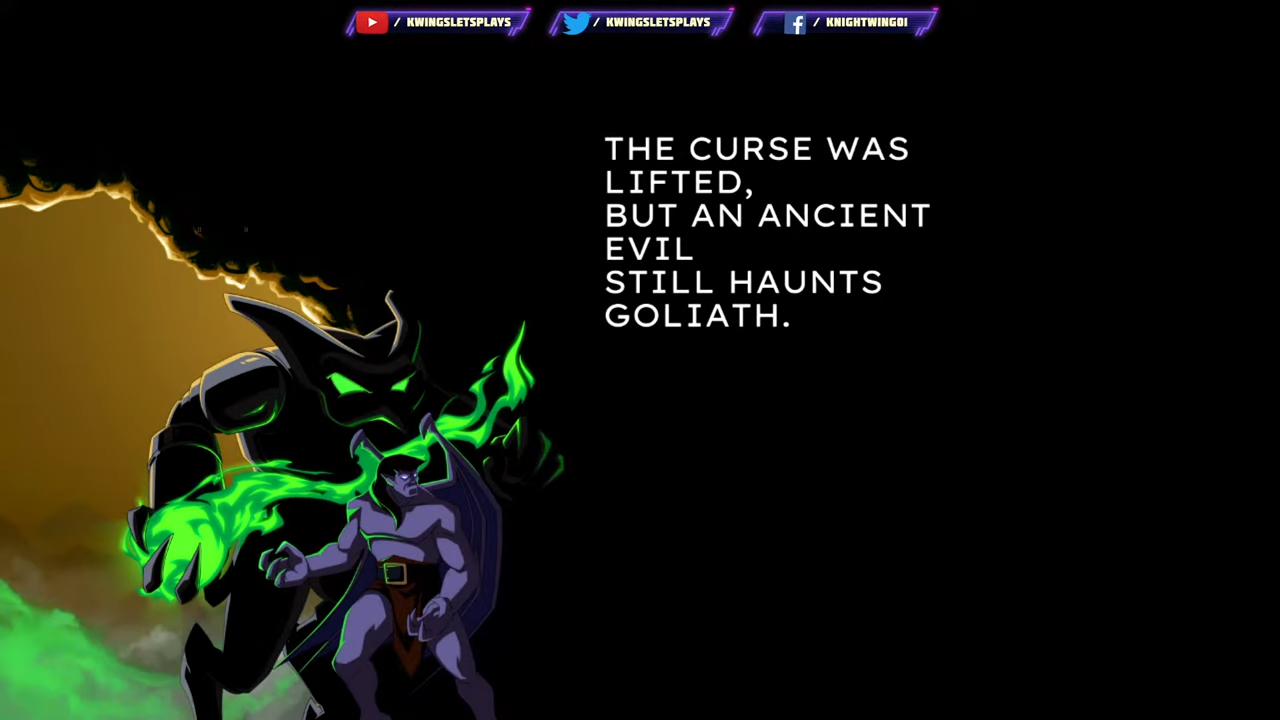 / KWINGSLETSPLAYS / KWINGSLETSPLAYS / KNIGHTWING01
THE CURSE WAS
LIFTED,
BUT AN ANCIENT
EVIL
STILL HAUNTS
GOLIATH.